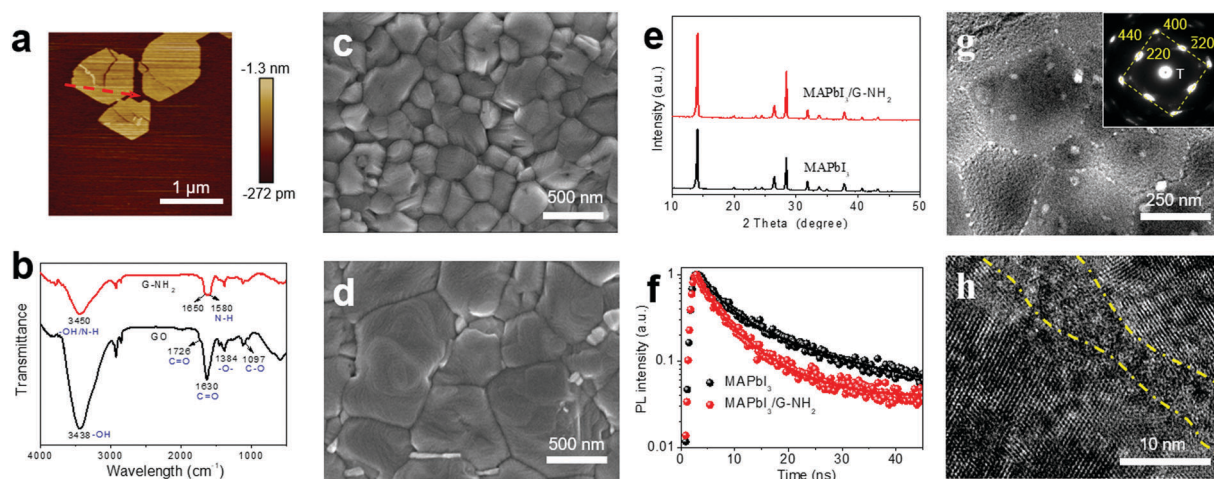 a
-1.3 nm
1 µm
-272 pm
b
G-NH₂
1650
1580
N-H
3450
-OH/N-H
GO
1726
C=O
1384
-O-
1097
C-O
1630
C=O
3438-OH
Transmittance
4000
3000
2000
1000
Wavelength (cm⁻¹)
c
500 nm
d
500 nm
e
MAPbI₃/G-NH₂
MAPbI₃
Intensity (a.u.)
10
20
30
40
50
2 Theta (degree)
f
1
0.1
0.01
PL intensity (a.u.)
MAPbI₃
MAPbI₃/G-NH₂
0
10
20
30
40
Time (ns)
g
400
440
2̅20
220
T
250 nm
h
10 nm